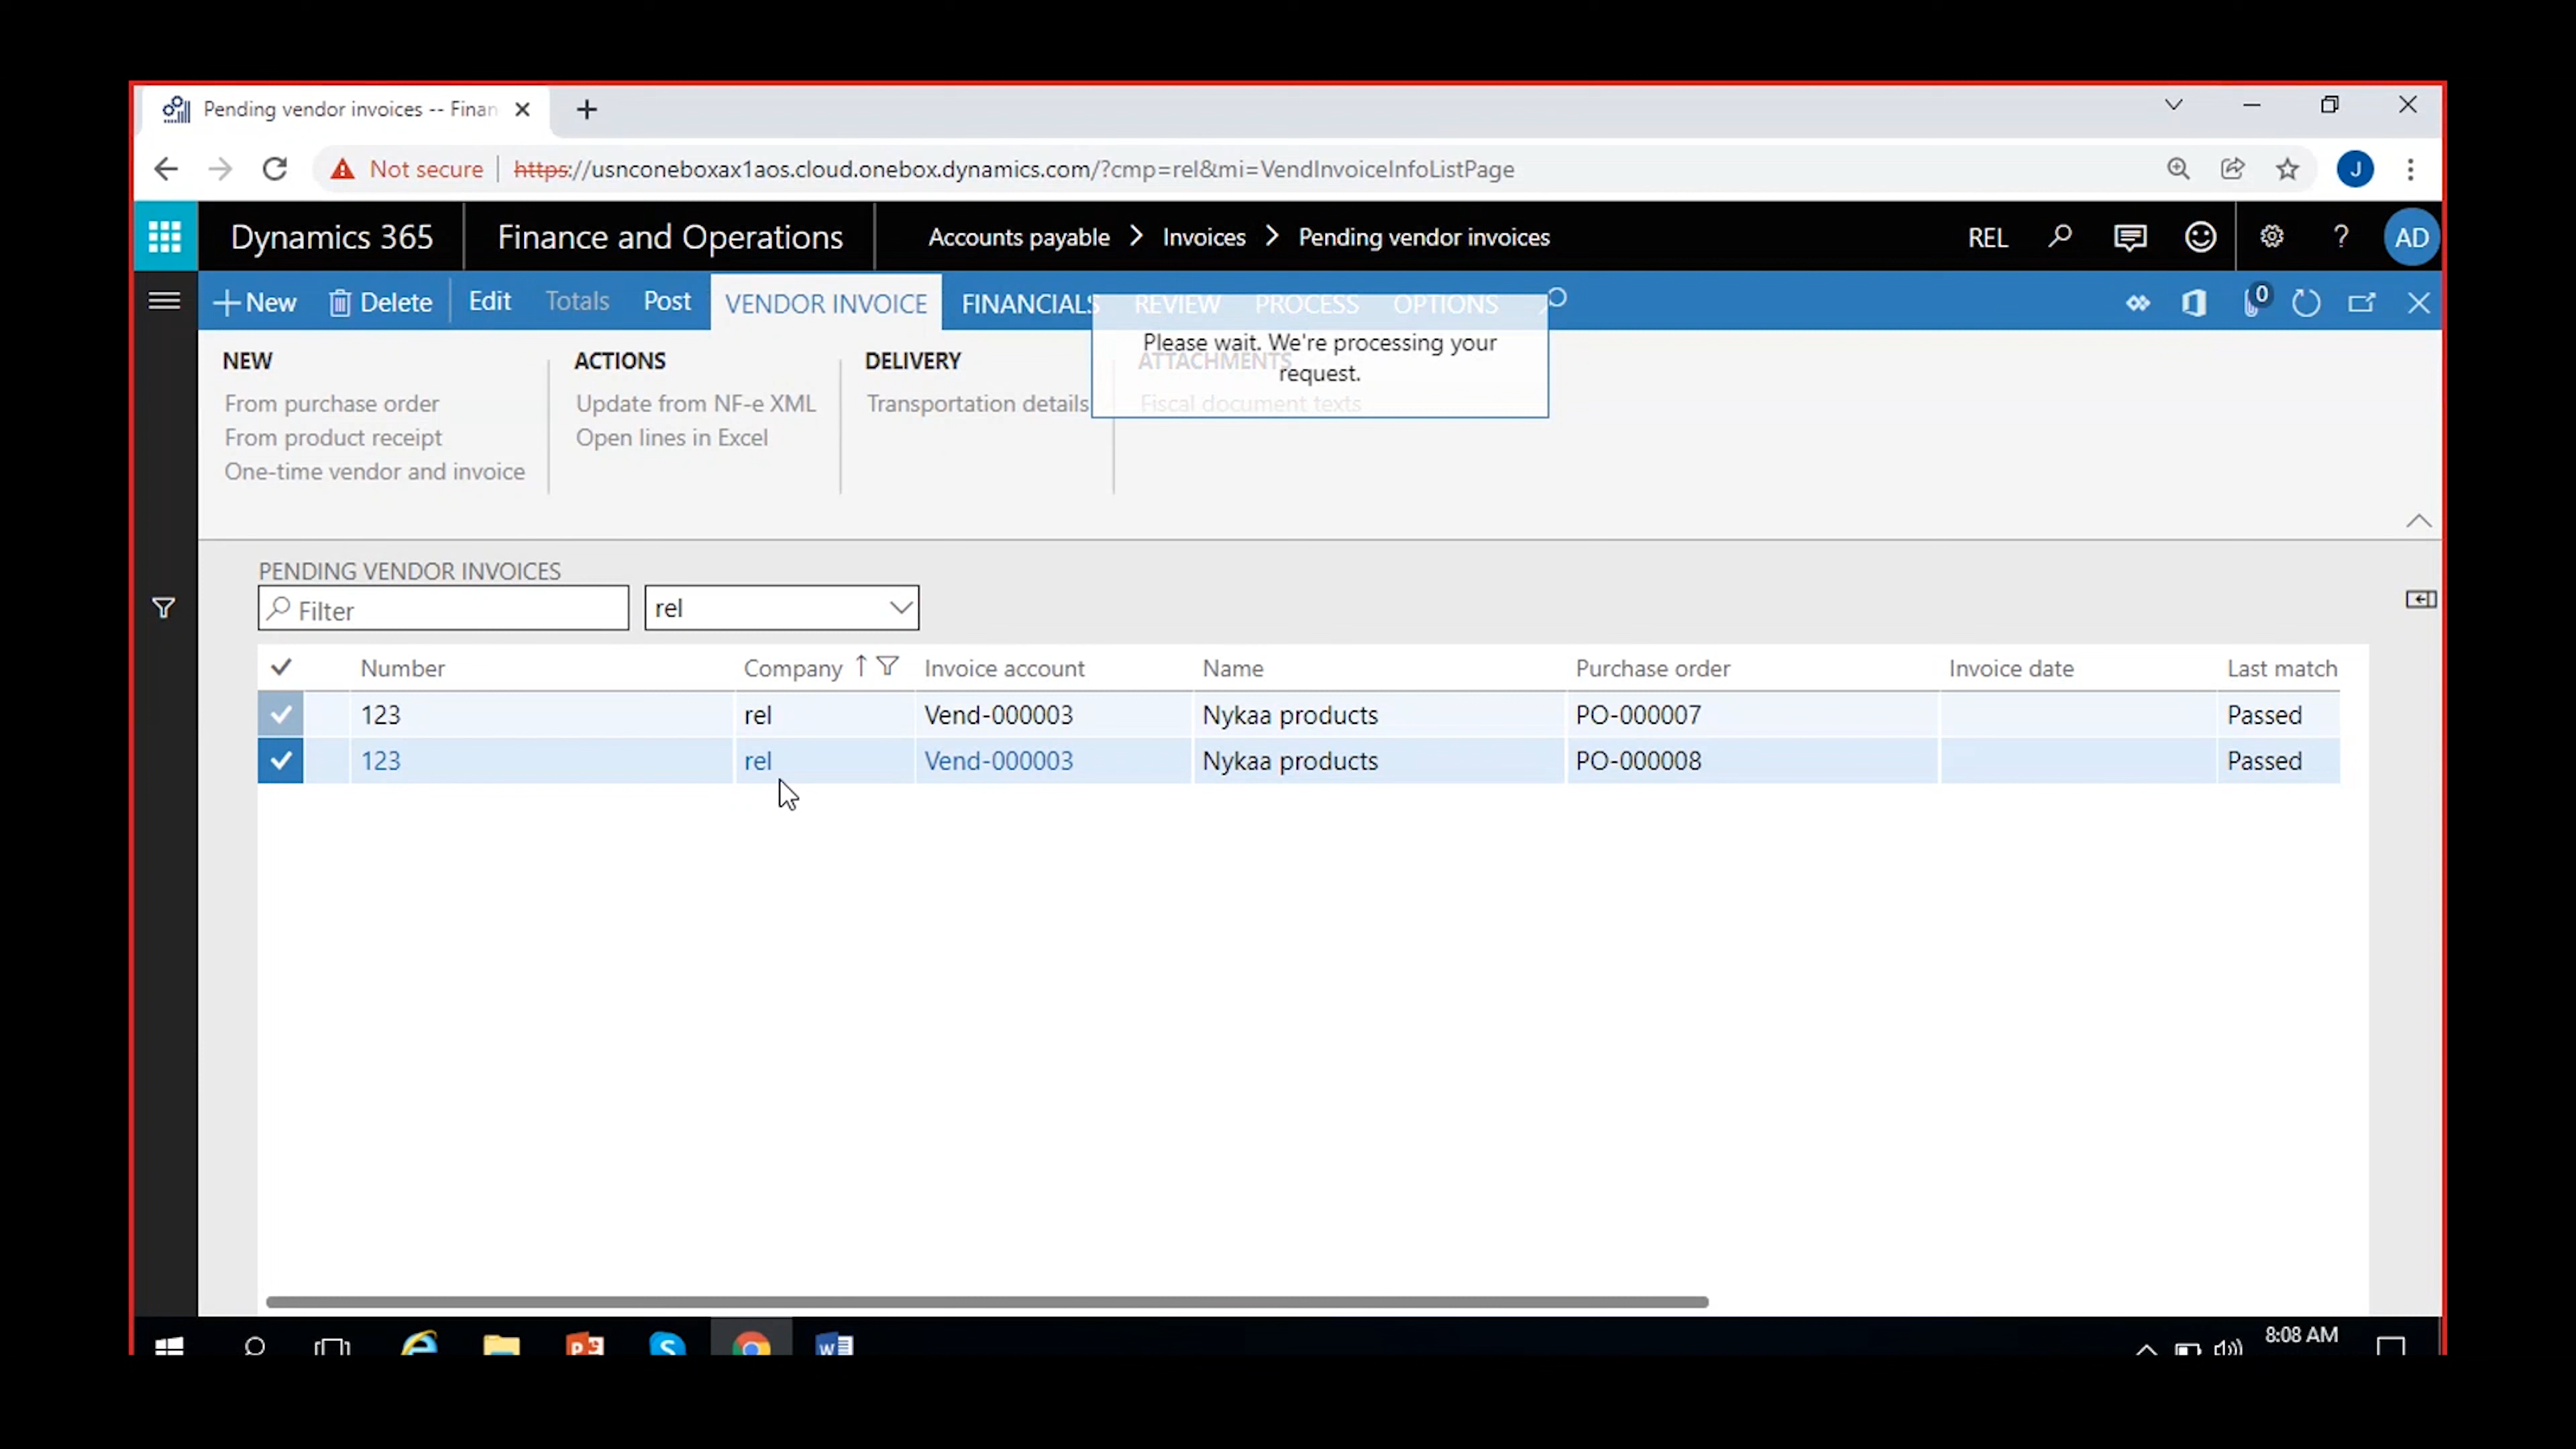 Pending vendor invoices -- Finan
Not secure https://usnconeboxax1aos.cloud.onebox.dynamics.com/?cmp=rel&mi=VendInvoiceInfoListPage J
Dynamics 365 Finance and Operations Accounts payable > Invoices > Pending vendor invoices REL ? AD
+ New Delete Edit Totals Post VENDOR INVOICE FINANCIALS REVIEW PROCESS OPTIONS 0
Please wait. We're processing your
request.
NEW ACTIONS DELIVERY ATTACHMENTS
From purchase order Update from NF-e XML Transportation details Fiscal document texts
From product receipt Open lines in Excel
One-time vendor and invoice
PENDING VENDOR INVOICES
Filter rel
Number Company Invoice account Name Purchase order Invoice date Last match
123 rel Vend-000003 Nykaa products PO-000007 Passed
123 rel Vend-000003 Nykaa products PO-000008 Passed
8:08 AM